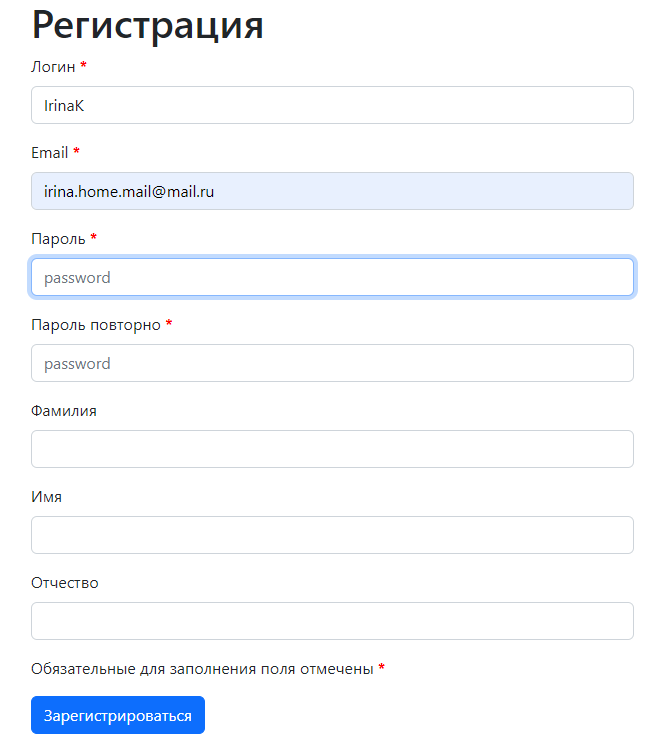 Регистрация
Логин *
IrinaK
Email *
irina.home.mail@mail.ru
Пароль *
password
Пароль повторно *
password
Фамилия
Имя
Отчество
Обязательные для заполнения поля отмечены *
Зарегистрироваться